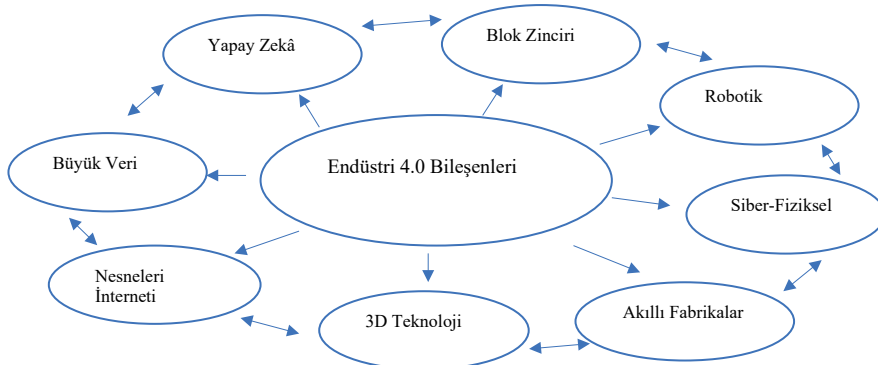 Yapay Zekâ
Blok Zinciri
Robotik
Büyük Veri
Endüstri 4.0 Bileşenleri
Siber-Fiziksel
Nesneleri
İnterneti
3D Teknoloji
Akıllı Fabrikalar